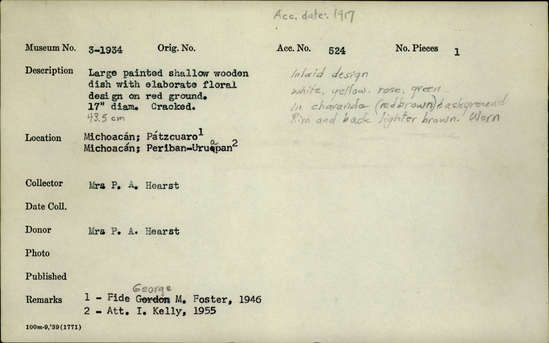 Acc. date: 1917
Museum No. 3-1934 Orig. No. Acc. No. 524 No. Pieces 1
Description Large painted shallow wooden
dish with elaborate floral
design on red ground.
17" diam. Cracked.
43.5 cm
Inlaid design
white, yellow. rose, green
in charanda (redbrown) background
Rim and back lighter brown. Worn
Location Michoacán; Pátzcuaro1
Michoacán; Periban-Uruapan2
Collector Mrs P. A. Hearst
Date Coll.
Donor Mrs P. A. Hearst
Photo
Published
George
Remarks 1 - Fide Gordon M. Foster, 1946
2 - Att. I. Kelly, 1955
100m-9,'39(1771)